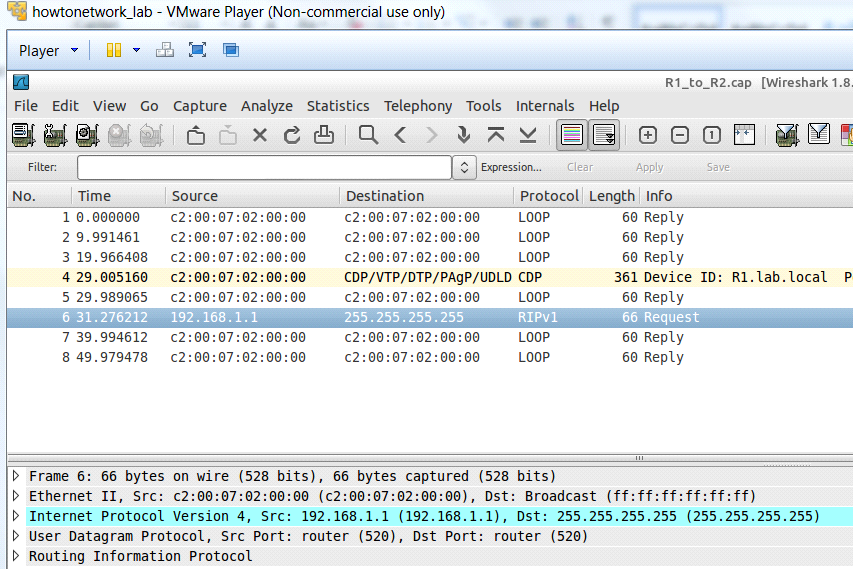 howtonetwork_lab - VMware Player (Non-commercial use only)
Player
R1_to_R2.cap [Wireshark 1.8.
File Edit View Go Capture Analyze Statistics Telephony Tools Internals Help
Filter: Expression... Clear Apply Save
No. Time Source Destination Protocol Length Info
1 0.000000 c2:00:07:02:00:00 c2:00:07:02:00:00 LOOP 60 Reply
2 9.991461 c2:00:07:02:00:00 c2:00:07:02:00:00 LOOP 60 Reply
3 19.966408 c2:00:07:02:00:00 c2:00:07:02:00:00 LOOP 60 Reply
4 29.005160 c2:00:07:02:00:00 CDP/VTP/DTP/PAgP/UDLD CDP 361 Device ID: R1.lab.local P
5 29.989065 c2:00:07:02:00:00 c2:00:07:02:00:00 LOOP 60 Reply
6 31.276212 192.168.1.1 255.255.255.255 RIPv1 66 Request
7 39.994612 c2:00:07:02:00:00 c2:00:07:02:00:00 LOOP 60 Reply
8 49.979478 c2:00:07:02:00:00 c2:00:07:02:00:00 LOOP 60 Reply
Frame 6: 66 bytes on wire (528 bits), 66 bytes captured (528 bits)
Ethernet II, Src: c2:00:07:02:00:00 (c2:00:07:02:00:00), Dst: Broadcast (ff:ff:ff:ff:ff:ff)
Internet Protocol Version 4, Src: 192.168.1.1 (192.168.1.1), Dst: 255.255.255.255 (255.255.255.255)
User Datagram Protocol, Src Port: router (520), Dst Port: router (520)
Routing Information Protocol